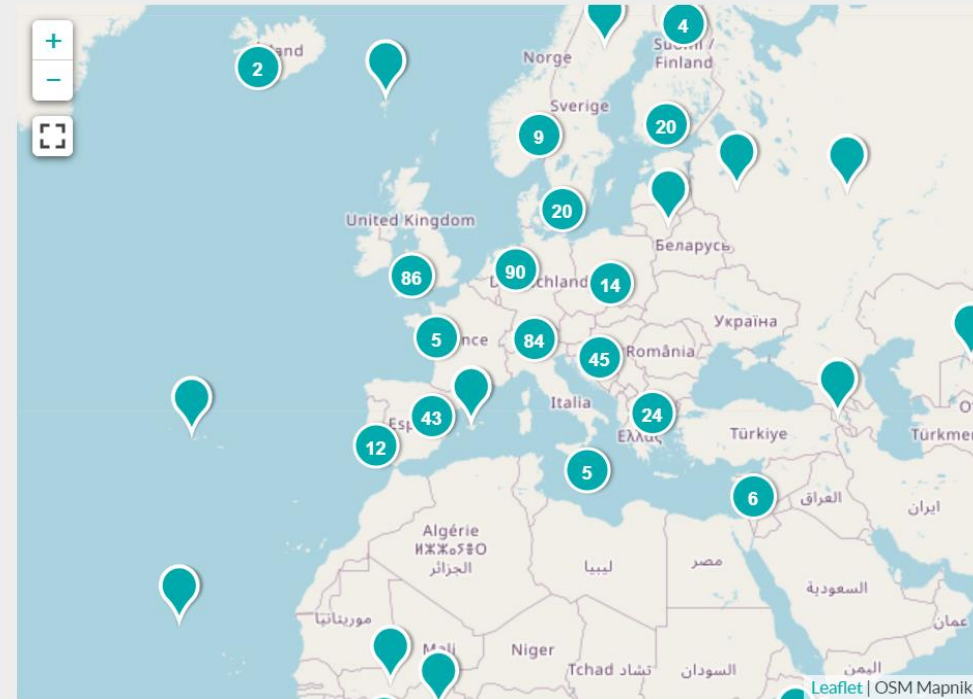 +
−
2
4
Norge
Suomi /
Finland
Sverige
9
20
20
United Kingdom
Беларусь
86
90
14
5
84
Україна
45
România
Italia
43
24
12
Türkiye
Ελλάς
5
6
العراق
ایران
Algérie
ⵍⵣⵣⴰⵢⴻⵔ
الجزائر
ليبيا
مصر
السعودية
موريتانيا
عمان
Mali
Niger
Tchad تشاد
السودان
اليمن
Leaflet | OSM Mapnik